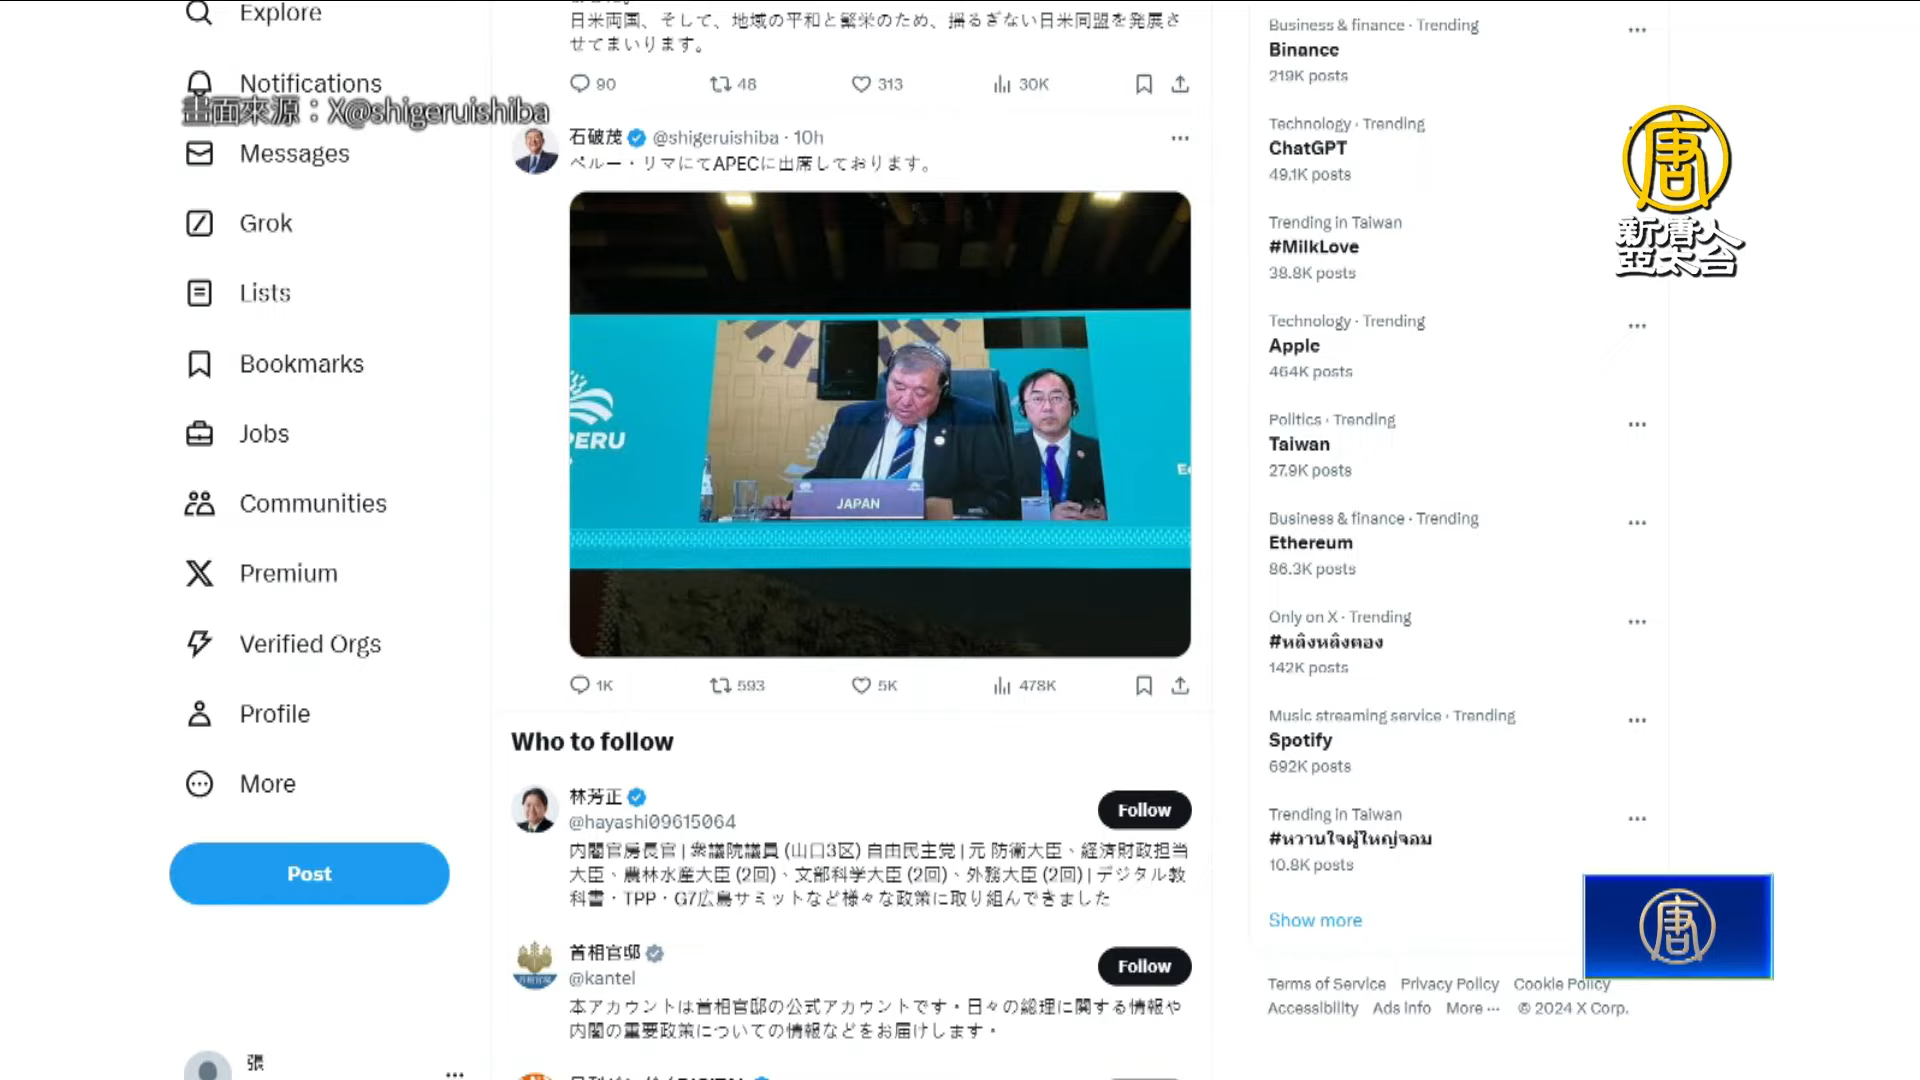 Explore
Notifications
畫面來源：X@shigeruishiba
Messages
Grok
Lists
Bookmarks
Jobs
Communities
Premium
Verified Orgs
Profile
More
Post
張
日米両国、そして、地域の平和と繁栄のため、揺るぎない日米同盟を発展さ
せてまいります。
90 48 313 30K
石破茂 @shigeruishiba · 10h
ペルー・リマにてAPECに出席しております。
PERU
JAPAN
1K 593 5K 478K
Who to follow
林芳正
@hayashi09615064
Follow
内閣官房長官 | 衆議院議員 (山口3区) 自由民主党 | 元 防衛大臣、経済財政担当
大臣、農林水産大臣 (2回)、文部科学大臣 (2回)、外務大臣 (2回) | デジタル教
科書・TPP・G7広島サミットなど様々な政策に取り組んできました
首相官邸
@kantei
Follow
本アカウントは首相官邸の公式アカウントです。日々の総理に関する情報や
内閣の重要政策についての情報などをお届けします。
Business & finance · Trending
Binance
219K posts
Technology · Trending
ChatGPT
49.1K posts
Trending in Taiwan
#MilkLove
38.8K posts
Technology · Trending
Apple
464K posts
Politics · Trending
Taiwan
27.9K posts
Business & finance · Trending
Ethereum
86.3K posts
Only on X · Trending
#หลิงหลิงคอง
142K posts
Music streaming service · Trending
Spotify
692K posts
Trending in Taiwan
#หวานใจผู้ใหญ่จอม
10.8K posts
Show more
Terms of Service Privacy Policy Cookie Policy
Accessibility Ads info More ··· © 2024 X Corp.
唐
新唐人
亞太台
唐